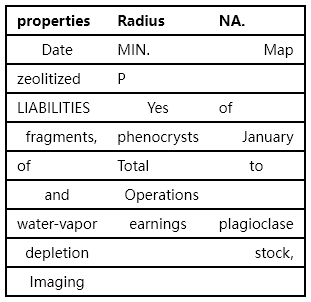 properties Radius NA.
Date MIN. Map
zeolitized P
LIABILITIES Yes of
fragments, phenocrysts January
of Total to
and Operations
water-vapor earnings plagioclase
depletion stock,
Imaging